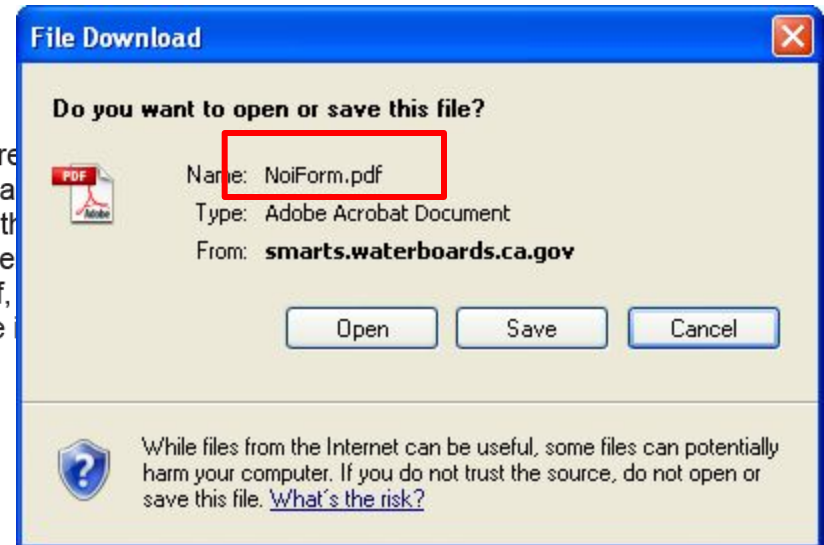 File Download
Do you want to open or save this file?
PDF
Adobe
Name: NoiForm.pdf
Type: Adobe Acrobat Document
From: smarts.waterboards.ca.gov
Open Save Cancel
While files from the Internet can be useful, some files can potentially
harm your computer. If you do not trust the source, do not open or
save this file. What's the risk?